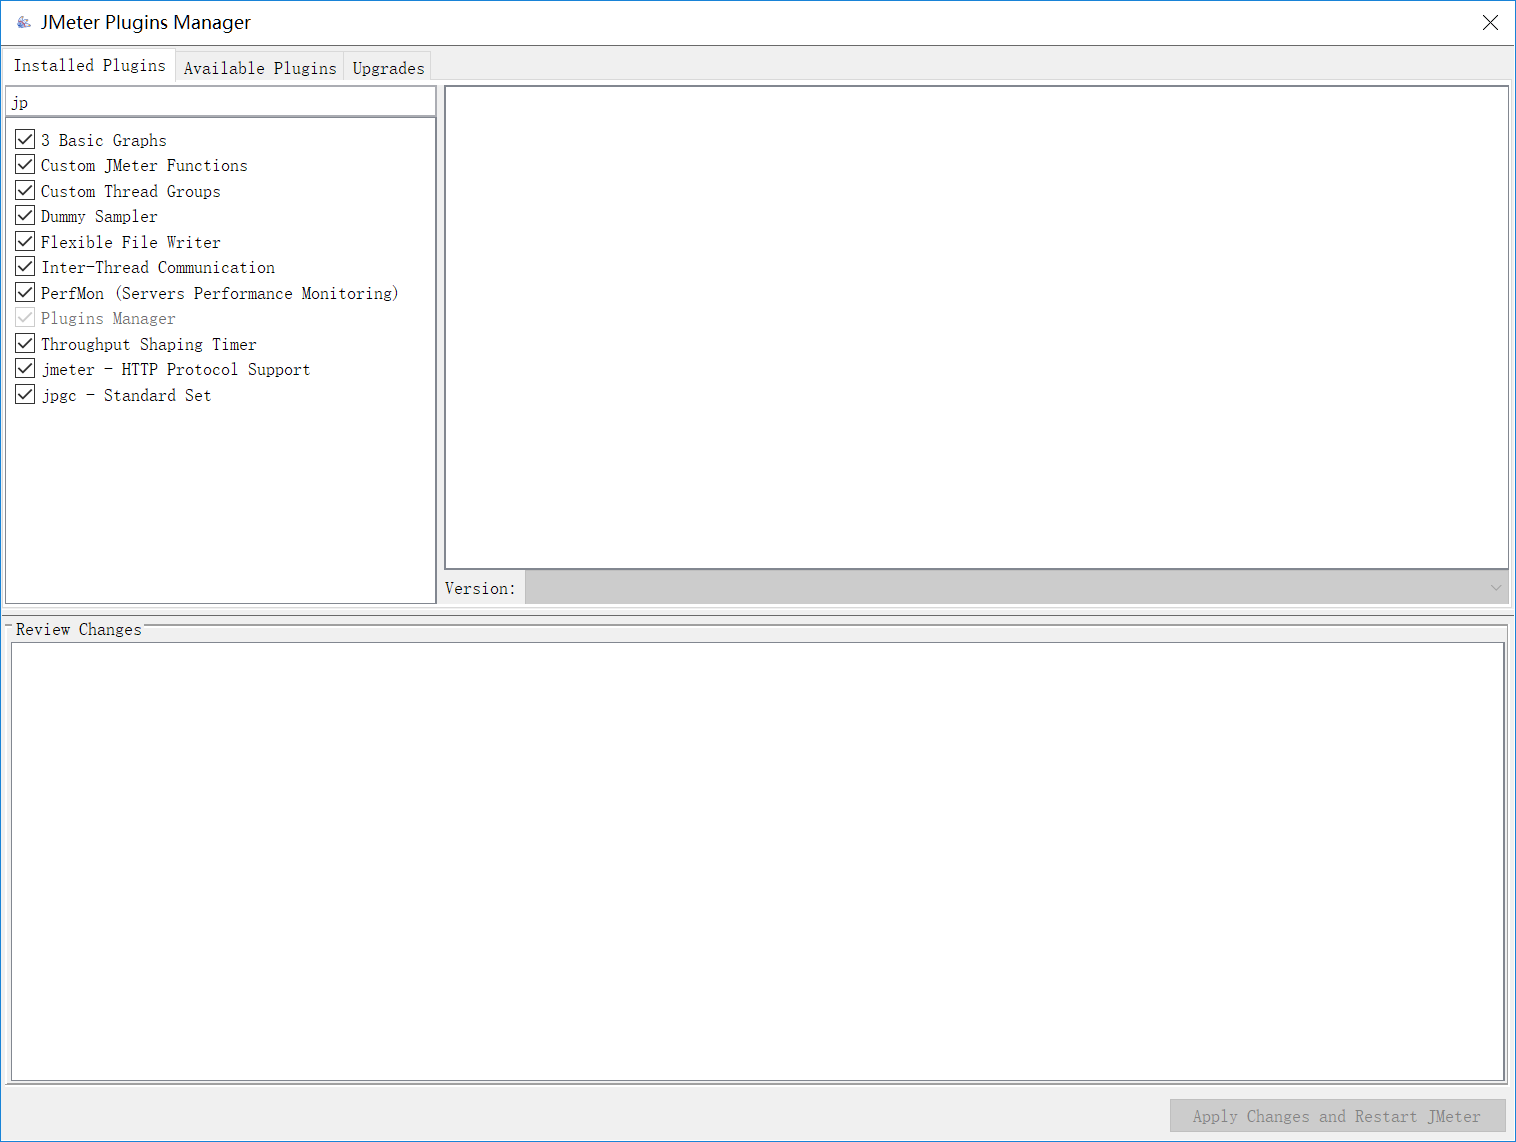 JMeter Plugins Manager
Installed Plugins
Available Plugins
Upgrades
jp
3 Basic Graphs
Custom JMeter Functions
Custom Thread Groups
Dummy Sampler
Flexible File Writer
Inter-Thread Communication
PerfMon (Servers Performance Monitoring)
Plugins Manager
Throughput Shaping Timer
jmeter - HTTP Protocol Support
jpgc - Standard Set
Version:
Review Changes
Apply Changes and Restart JMeter